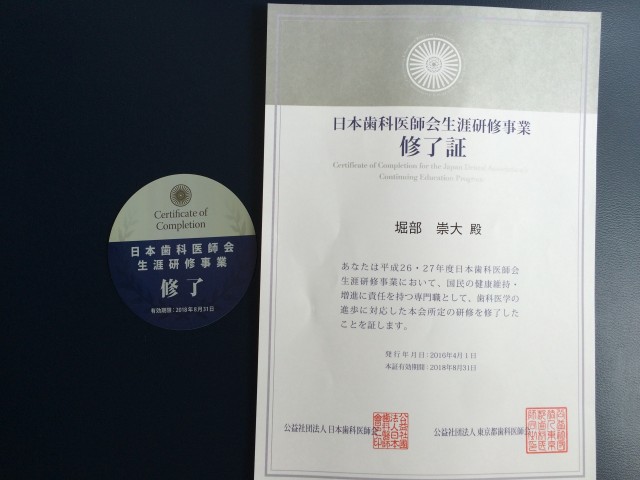 Certificate of
Completion
日本歯科医師会
生涯研修事業
修了
有効期限：2018年8月31日
日本歯科医師会生涯研修事業
修了証
Certificate of Completion for the Japan Dental Association
Continuing Education Program
堀部 崇大 殿
あなたは平成26・27年度日本歯科医師会
生涯研修事業において、国民の健康維持・
増進に責任を持つ専門職として、歯科医学の
進歩に対応した本会所定の研修を修了した
ことを証します。
発行年月日：2016年4月1日
本証有効期間：2018年8月31日
公益社団法人 日本歯科医師会
公益社団法人 東京都歯科医師会